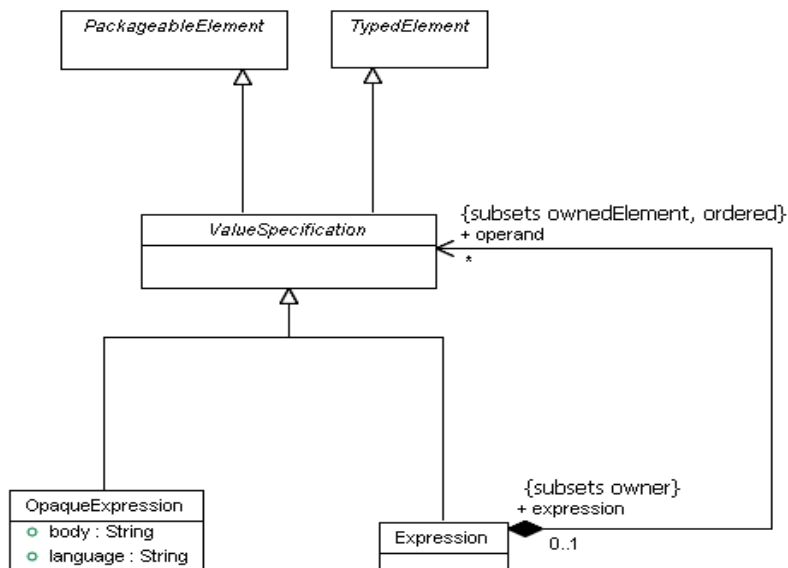 PackageableElement
TypedElement
ValueSpecification
{subsets ownedElement, ordered}
+ operand
*
OpaqueExpression
body : String
language : String
{subsets owner}
+ expression
Expression
0..1